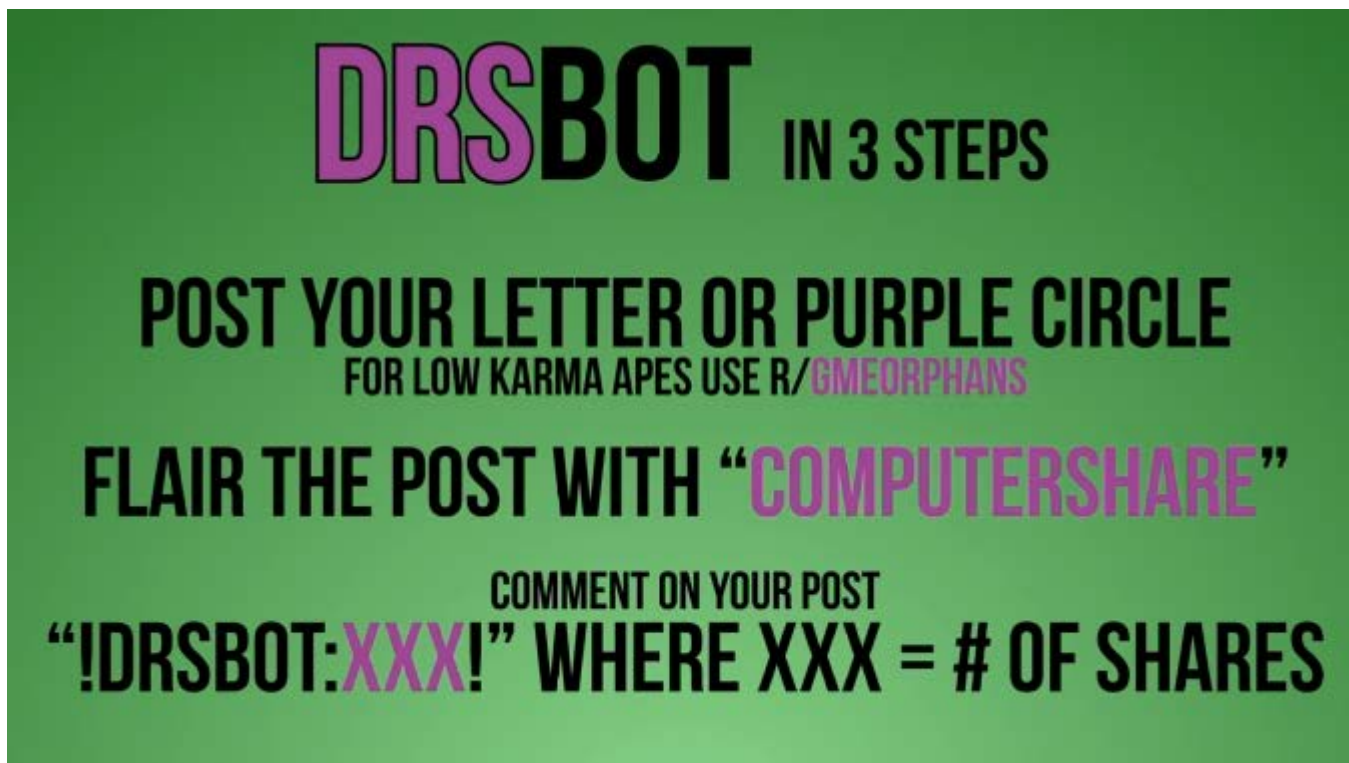 DRSBOT IN 3 STEPS
POST YOUR LETTER OR PURPLE CIRCLE
FOR LOW KARMA APES USE R/GMEORPHANS
FLAIR THE POST WITH “COMPUTERSHARE”
COMMENT ON YOUR POST
“!DRSBOT:XXX!” WHERE XXX = # OF SHARES